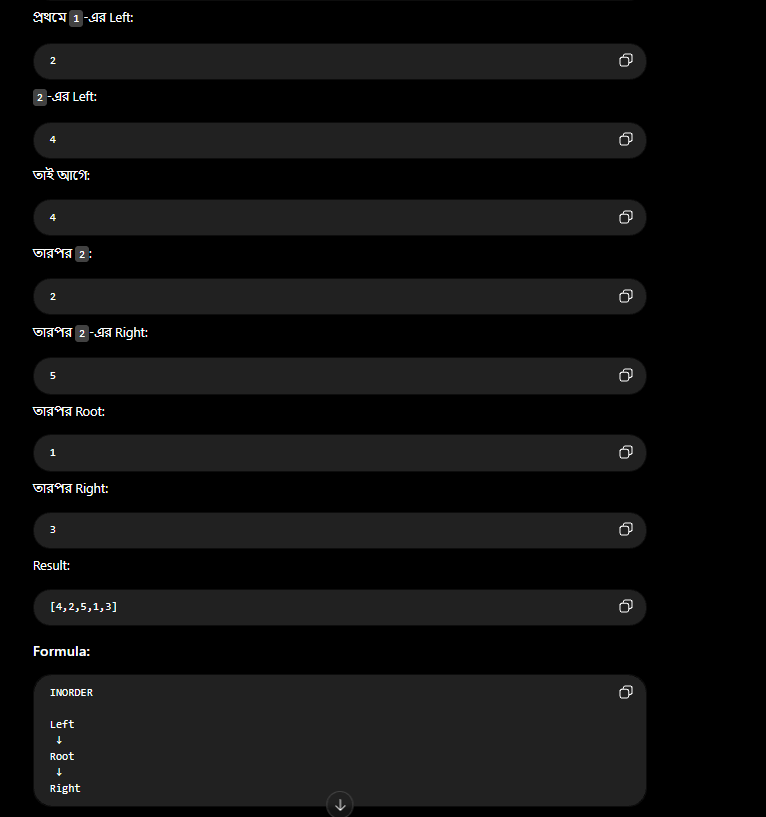 প্রথমে 1 -এর Left:
2
2 -এর Left:
4
তাই আগে:
4
তারপর 2 :
2
তারপর 2 -এর Right:
5
তারপর Root:
1
তারপর Right:
3
Result:
[4,2,5,1,3]
Formula:
INORDER
Left
↓
Root
↓
Right